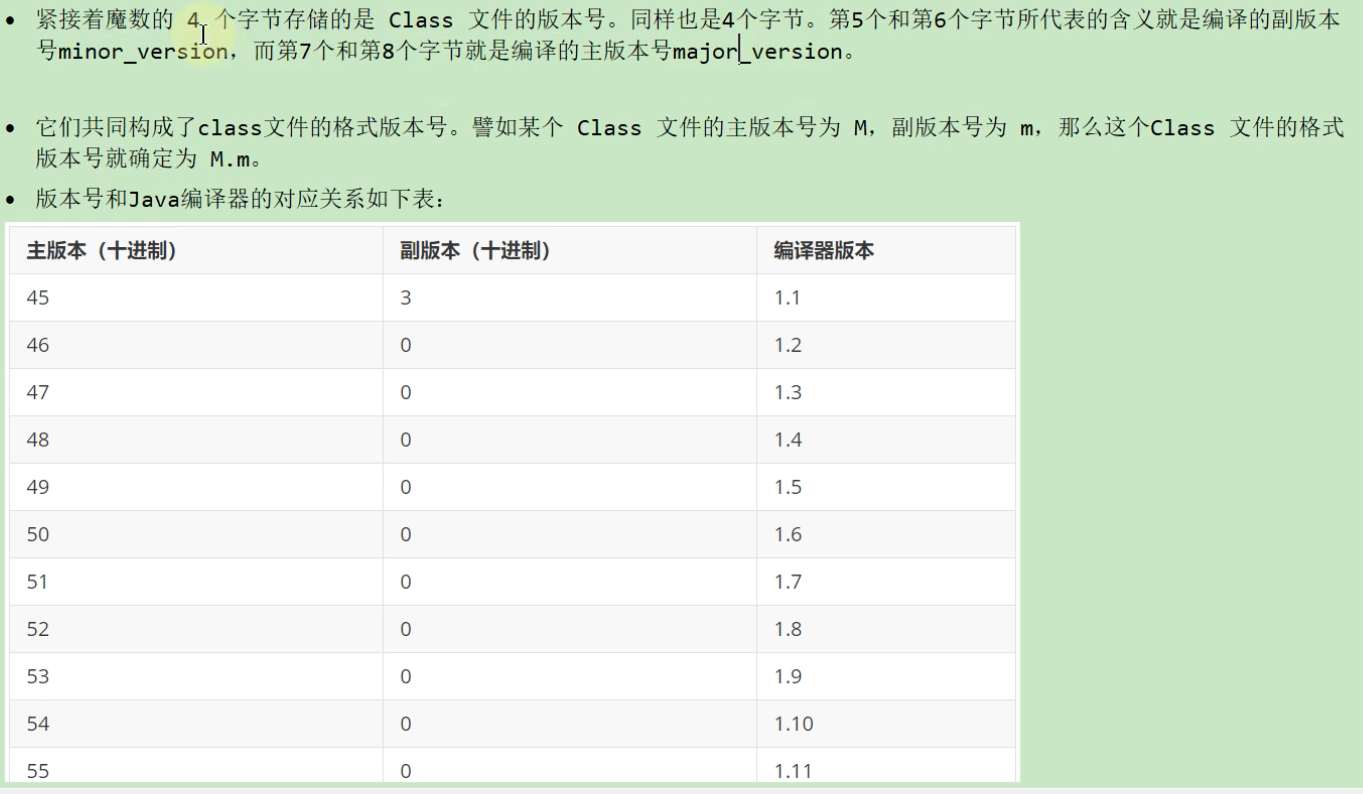 紧接着魔数的 4 个字节存储的是 Class 文件的版本号。同样也是4个字节。第5个和第6个字节所代表的含义就是编译的副版本
号minor_version，而第7个和第8个字节就是编译的主版本号major_version。
它们共同构成了class文件的格式版本号。譬如某个 Class 文件的主版本号为 M，副版本号为 m，那么这个Class 文件的格式
版本号就确定为 M.m。
版本号和Java编译器的对应关系如下表：
主版本（十进制） 副版本（十进制） 编译器版本
45 3 1.1
46 0 1.2
47 0 1.3
48 0 1.4
49 0 1.5
50 0 1.6
51 0 1.7
52 0 1.8
53 0 1.9
54 0 1.10
55 0 1.11